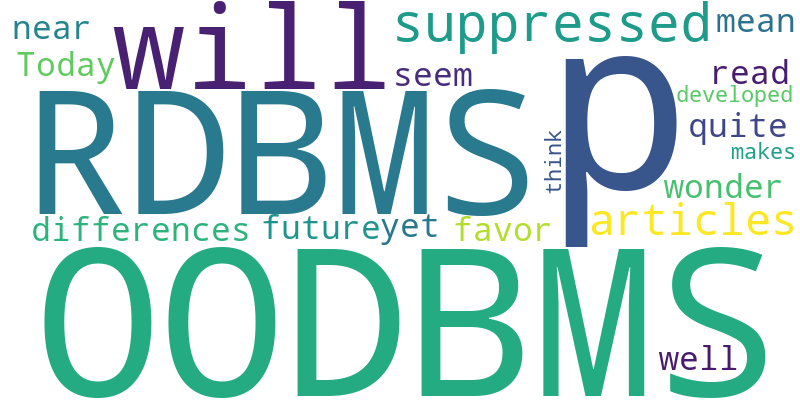 near
will
suppressed
mean
Today
seem
read
developed
RDBMS
p
quite
makes
think
wonder
differences
future
yet
favor
articles
OODBMS
well